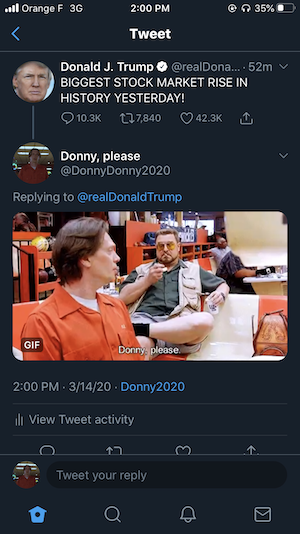 Orange F 3G 2:00 PM 35%
Tweet
Donald J. Trump @realDona... · 52m
BIGGEST STOCK MARKET RISE IN
HISTORY YESTERDAY!
10.3K 7,840 42.3K
Donny, please
@DonnyDonny2020
Replying to @realDonaldTrump
GIF
Donny, please.
2:00 PM · 3/14/20 · Donny2020
View Tweet activity
Tweet your reply